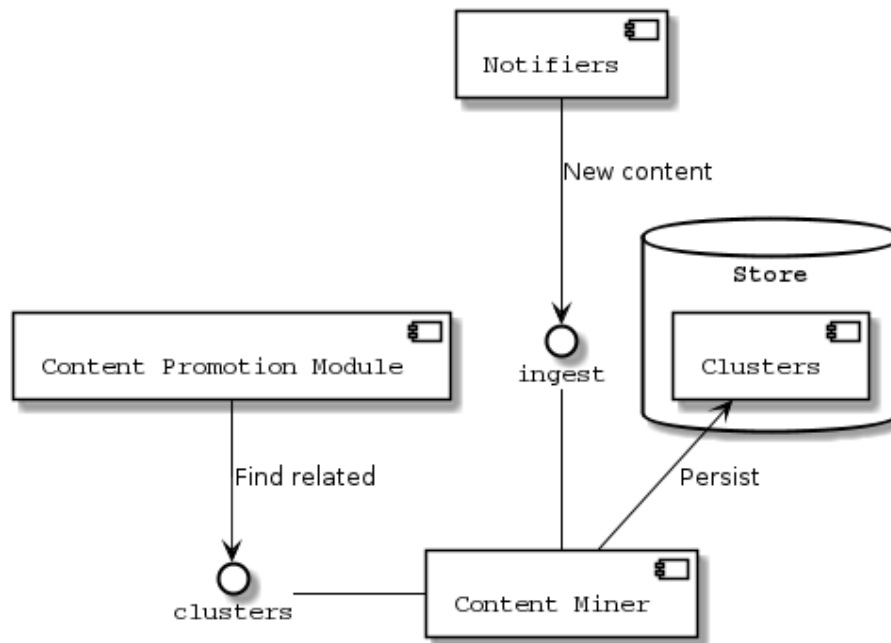 Notifiers
New content
Store
Content Promotion Module
ingest
Clusters
Find related
Persist
clusters
Content Miner